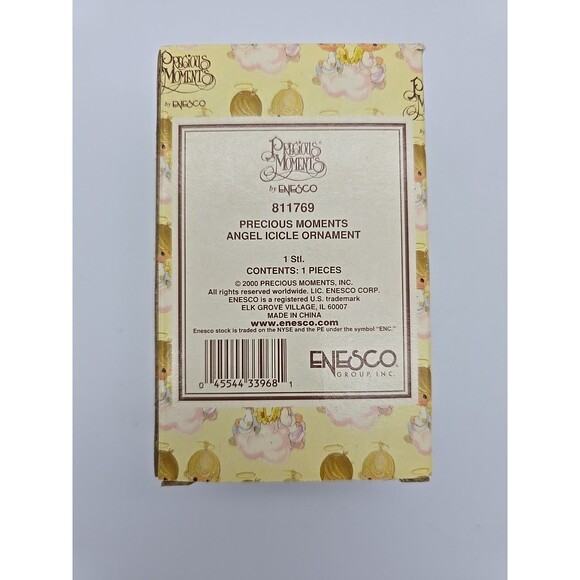 PRECIOUS
MOMENTS
by ENESCO
PRECIOUS
MOMENTS
by ENESCO
811769
PRECIOUS MOMENTS
ANGEL ICICLE ORNAMENT
1 Stl.
CONTENTS: 1 PIECES
© 2000 PRECIOUS MOMENTS, INC.
All rights reserved worldwide. LIC. ENESCO CORP.
ENESCO is a registered U.S. trademark
ELK GROVE VILLAGE, IL 60007
MADE IN CHINA
www.enesco.com
Enesco stock is traded on the NYSE and the PE under the symbol "ENC."
0 45544 33968 1
ENESCO
GROUP, INC.